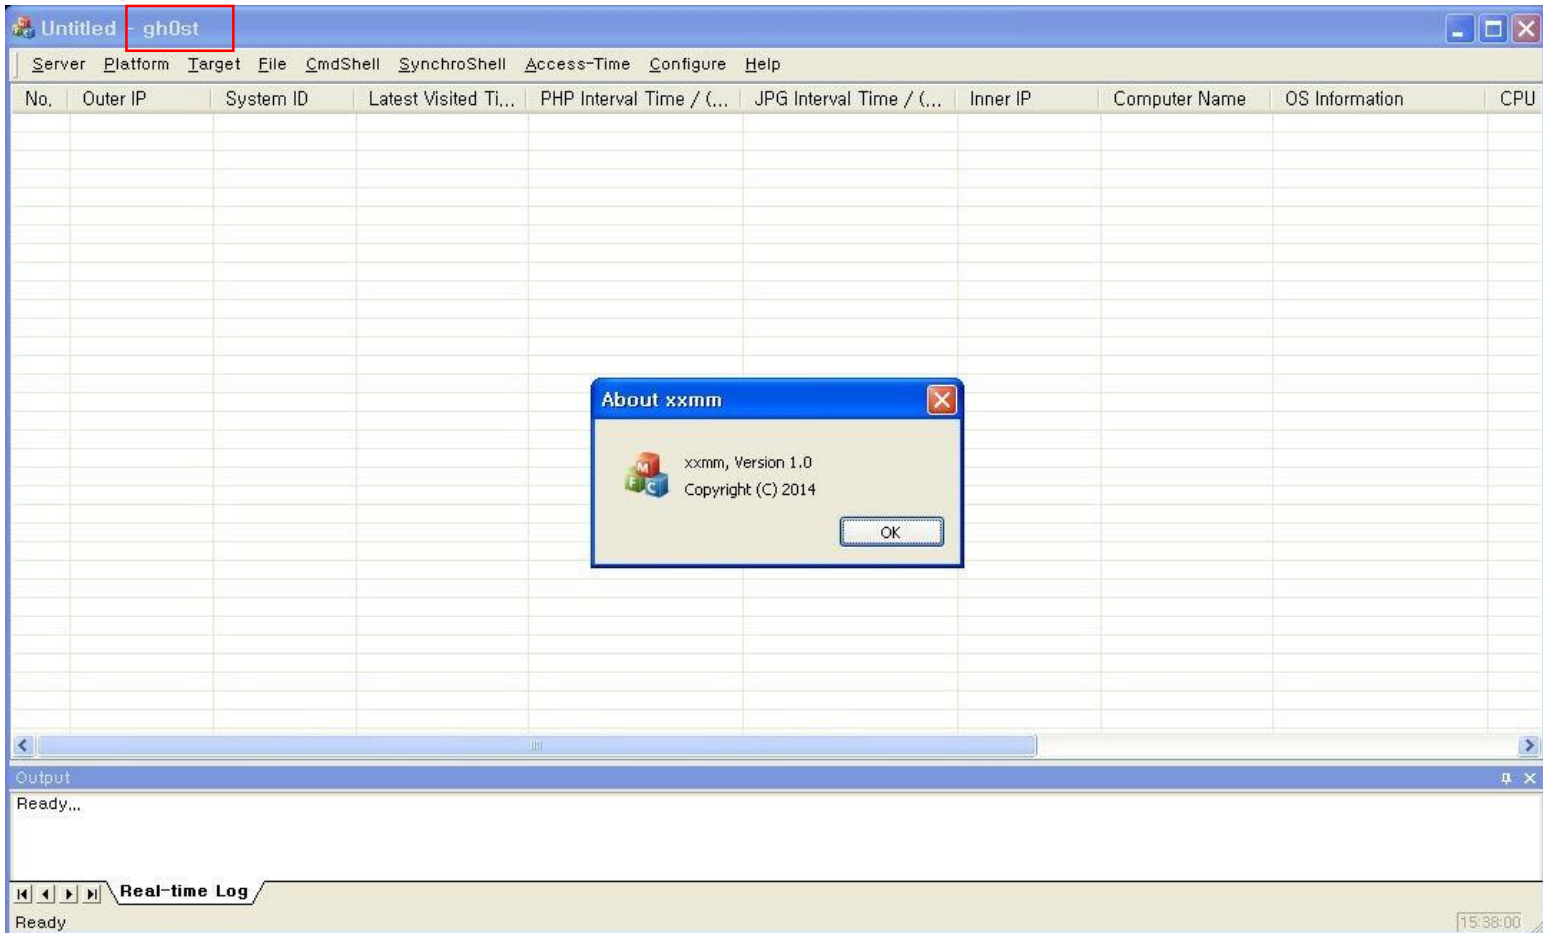 Untitled - gh0st
Server Platform Target File CmdShell SynchroShell Access-Time Configure Help
No. Outer IP System ID Latest Visited Ti... PHP Interval Time / (... JPG Interval Time / (... Inner IP Computer Name OS Information CPU
About xxmm
xxmm, Version 1.0
Copyright (C) 2014
OK
Output
Ready...
Real-time Log
Ready
15:38:00